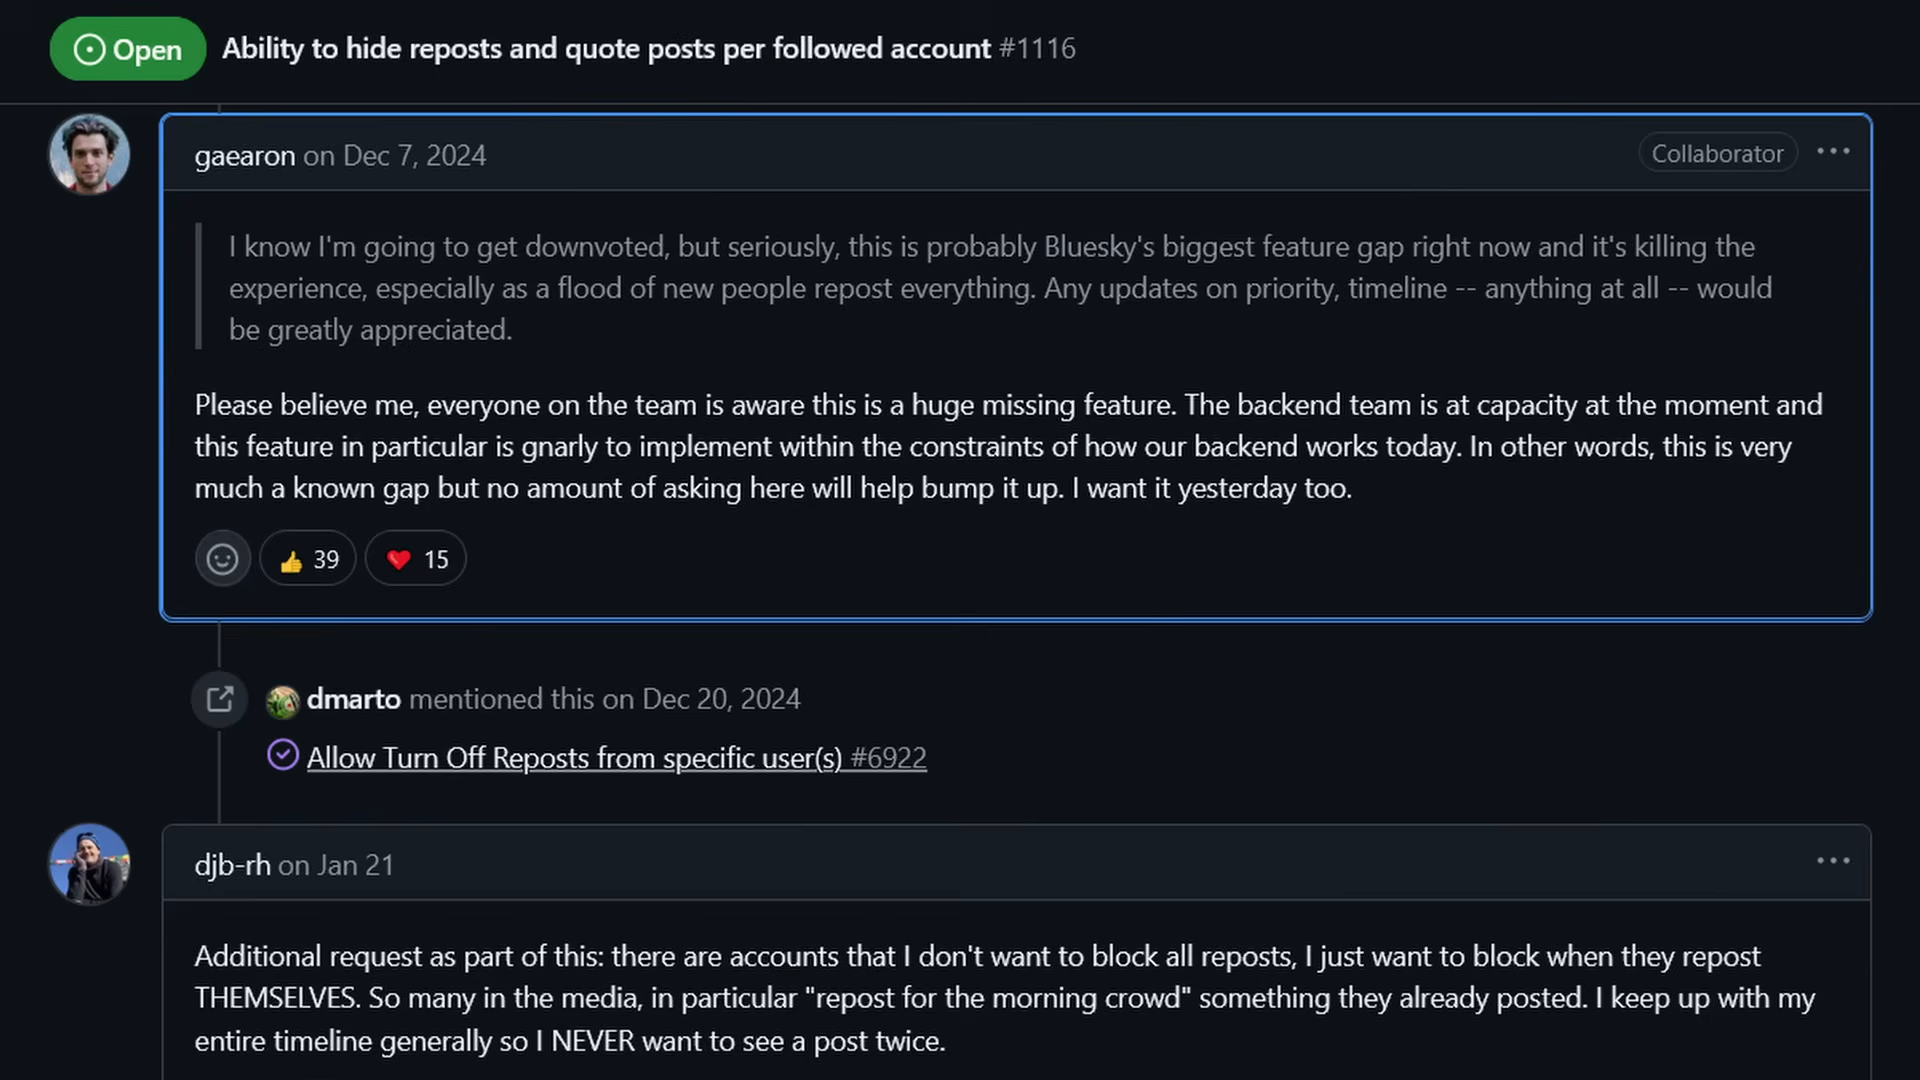 Open Ability to hide reposts and quote posts per followed account #1116
gaearon on Dec 7, 2024 Collaborator
I know I'm going to get downvoted, but seriously, this is probably Bluesky's biggest feature gap right now and it's killing the
experience, especially as a flood of new people repost everything. Any updates on priority, timeline -- anything at all -- would
be greatly appreciated.
Please believe me, everyone on the team is aware this is a huge missing feature. The backend team is at capacity at the moment and
this feature in particular is gnarly to implement within the constraints of how our backend works today. In other words, this is very
much a known gap but no amount of asking here will help bump it up. I want it yesterday too.
👍 39 ❤️ 15
dmarto mentioned this on Dec 20, 2024
Allow Turn Off Reposts from specific user(s) #6922
djb-rh on Jan 21
Additional request as part of this: there are accounts that I don't want to block all reposts, I just want to block when they repost
THEMSELVES. So many in the media, in particular "repost for the morning crowd" something they already posted. I keep up with my
entire timeline generally so I NEVER want to see a post twice.